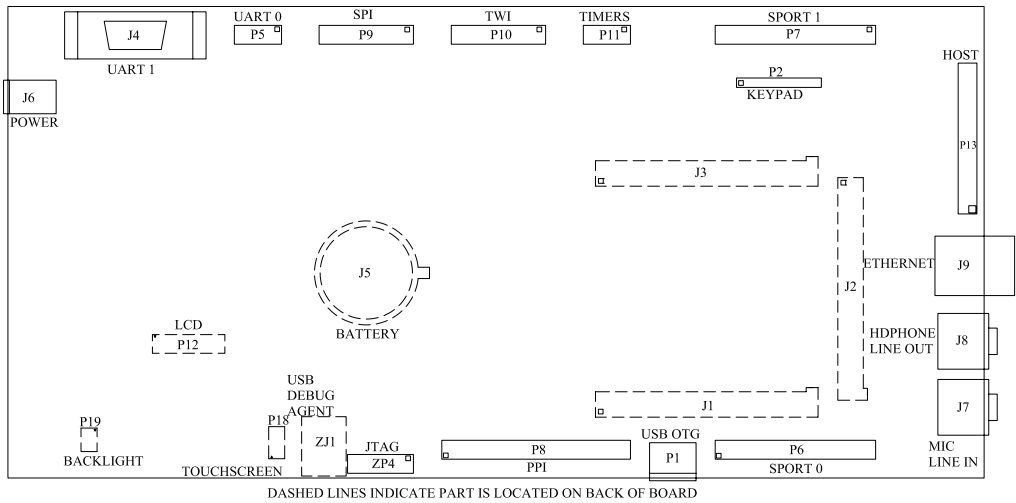 UART 0
SPI
TWI
TIMERS
SPORT 1
J4
P5
P9
P10
P11
P7
UART 1
HOST
P2
KEYPAD
J6
POWER
P13
J3
ETHERNET
J9
J5
J2
BATTERY
LCD
P12
HDPHONE
LINE OUT
J8
USB
DEBUG
AGENT
J1
J7
P19
P18
ZJ1
BACKLIGHT
TOUCHSCREEN
JTAG
ZP4
P8
PPI
USB OTG
P1
P6
SPORT 0
MIC
LINE IN
DASHED LINES INDICATE PART IS LOCATED ON BACK OF BOARD